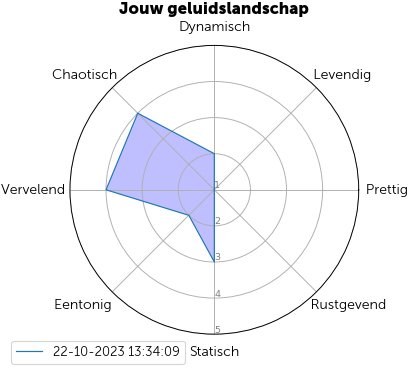 Jouw geluidslandschap
Dynamisch
Chaotisch
Levendig
Vervelend
1
Prettig
2
3
4
Eentonig
Rustgevend
5
22-10-2023 13:34:09
Statisch